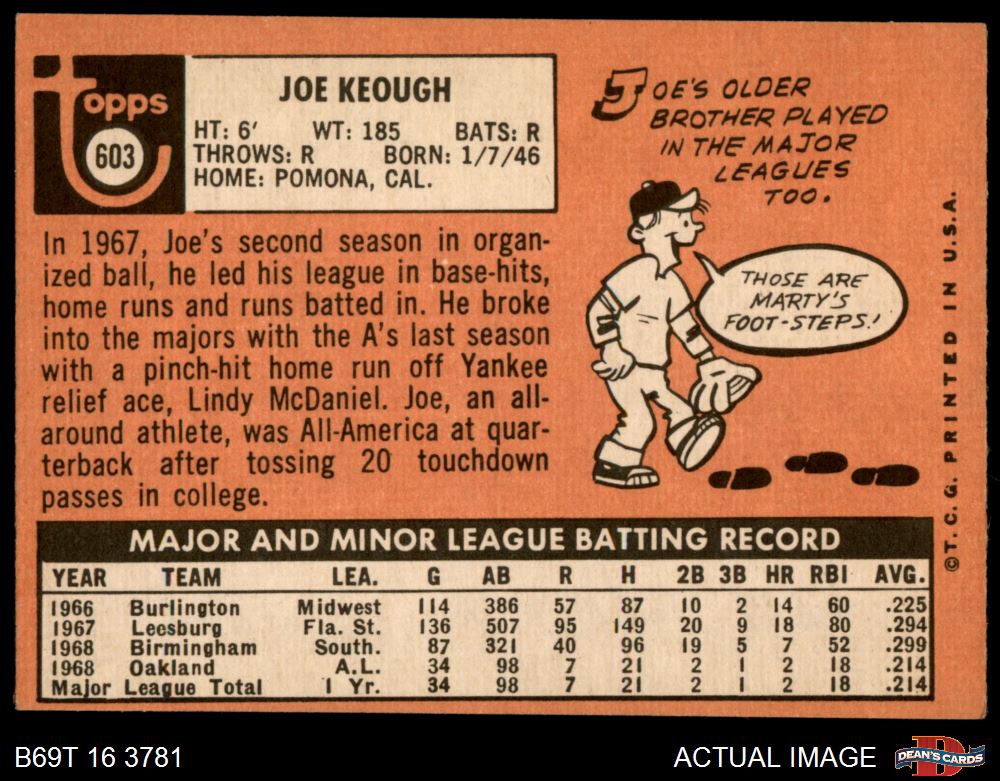 Topps
603
JOE KEOUGH
HT: 6' WT: 185 BATS: R
THROWS: R BORN: 1/7/46
HOME: POMONA, CAL.
In 1967, Joe's second season in organ-
ized ball, he led his league in base-hits,
home runs and runs batted in. He broke
into the majors with the A's last season
with a pinch-hit home run off Yankee
relief ace, Lindy McDaniel. Joe, an all-
around athlete, was All-America at quar-
terback after tossing 20 touchdown
passes in college.
JOE'S OLDER
BROTHER PLAYED
IN THE MAJOR
LEAGUES
TOO.
THOSE ARE
MARTY'S
FOOT-STEPS!
© T. C. G. PRINTED IN U.S.A.
MAJOR AND MINOR LEAGUE BATTING RECORD
YEAR TEAM LEA. G AB R H 2B 3B HR RBI AVG.
1966 Burlington Midwest 114 386 57 87 10 2 14 60 .225
1967 Leesburg Fla. St. 136 507 95 149 20 9 18 80 .294
1968 Birmingham South. 87 321 40 96 19 5 7 52 .299
1968 Oakland A.L. 34 98 7 21 2 1 2 18 .214
Major League Total 1 Yr. 34 98 7 21 2 1 2 18 .214
B69T 16 3781
ACTUAL IMAGE
D
DEAN'S CARDS